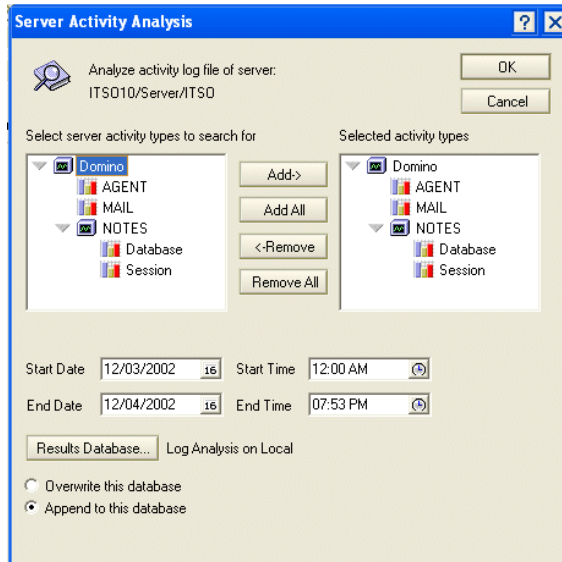 Server Activity Analysis
Analyze activity log file of server:
ITSO10/Server/ITSO
OK
Cancel
Select server activity types to search for
Selected activity types
Domino
AGENT
MAIL
NOTES
Database
Session
Add->
Add All
<-Remove
Remove All
Domino
AGENT
MAIL
NOTES
Database
Session
Start Date 12/03/2002 16 Start Time 12:00 AM
End Date 12/04/2002 16 End Time 07:53 PM
Results Database... Log Analysis on Local
Overwrite this database
Append to this database